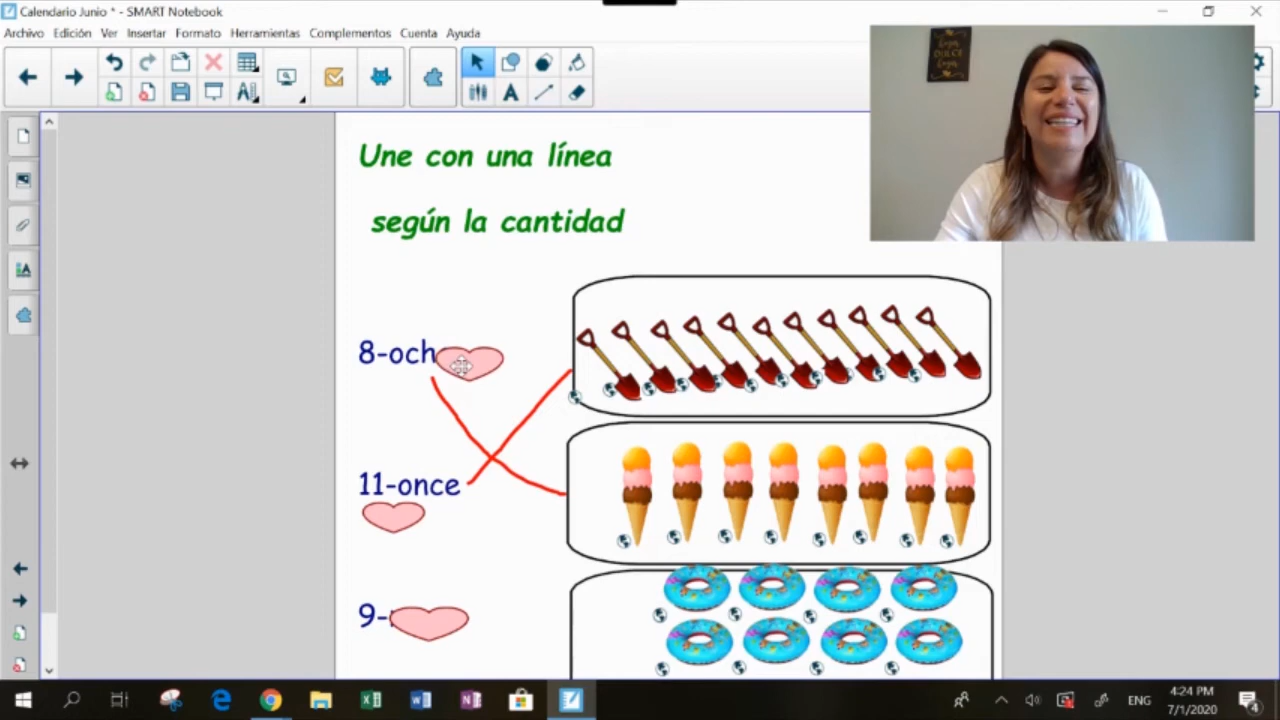 Calendario Junio * - SMART Notebook
Archivo Edición Ver Insertar Formato Herramientas Complementos Cuenta Ayuda
Une con una línea
según la cantidad
8-och
11-once
9-
ENG
4:24 PM
7/1/2020
4